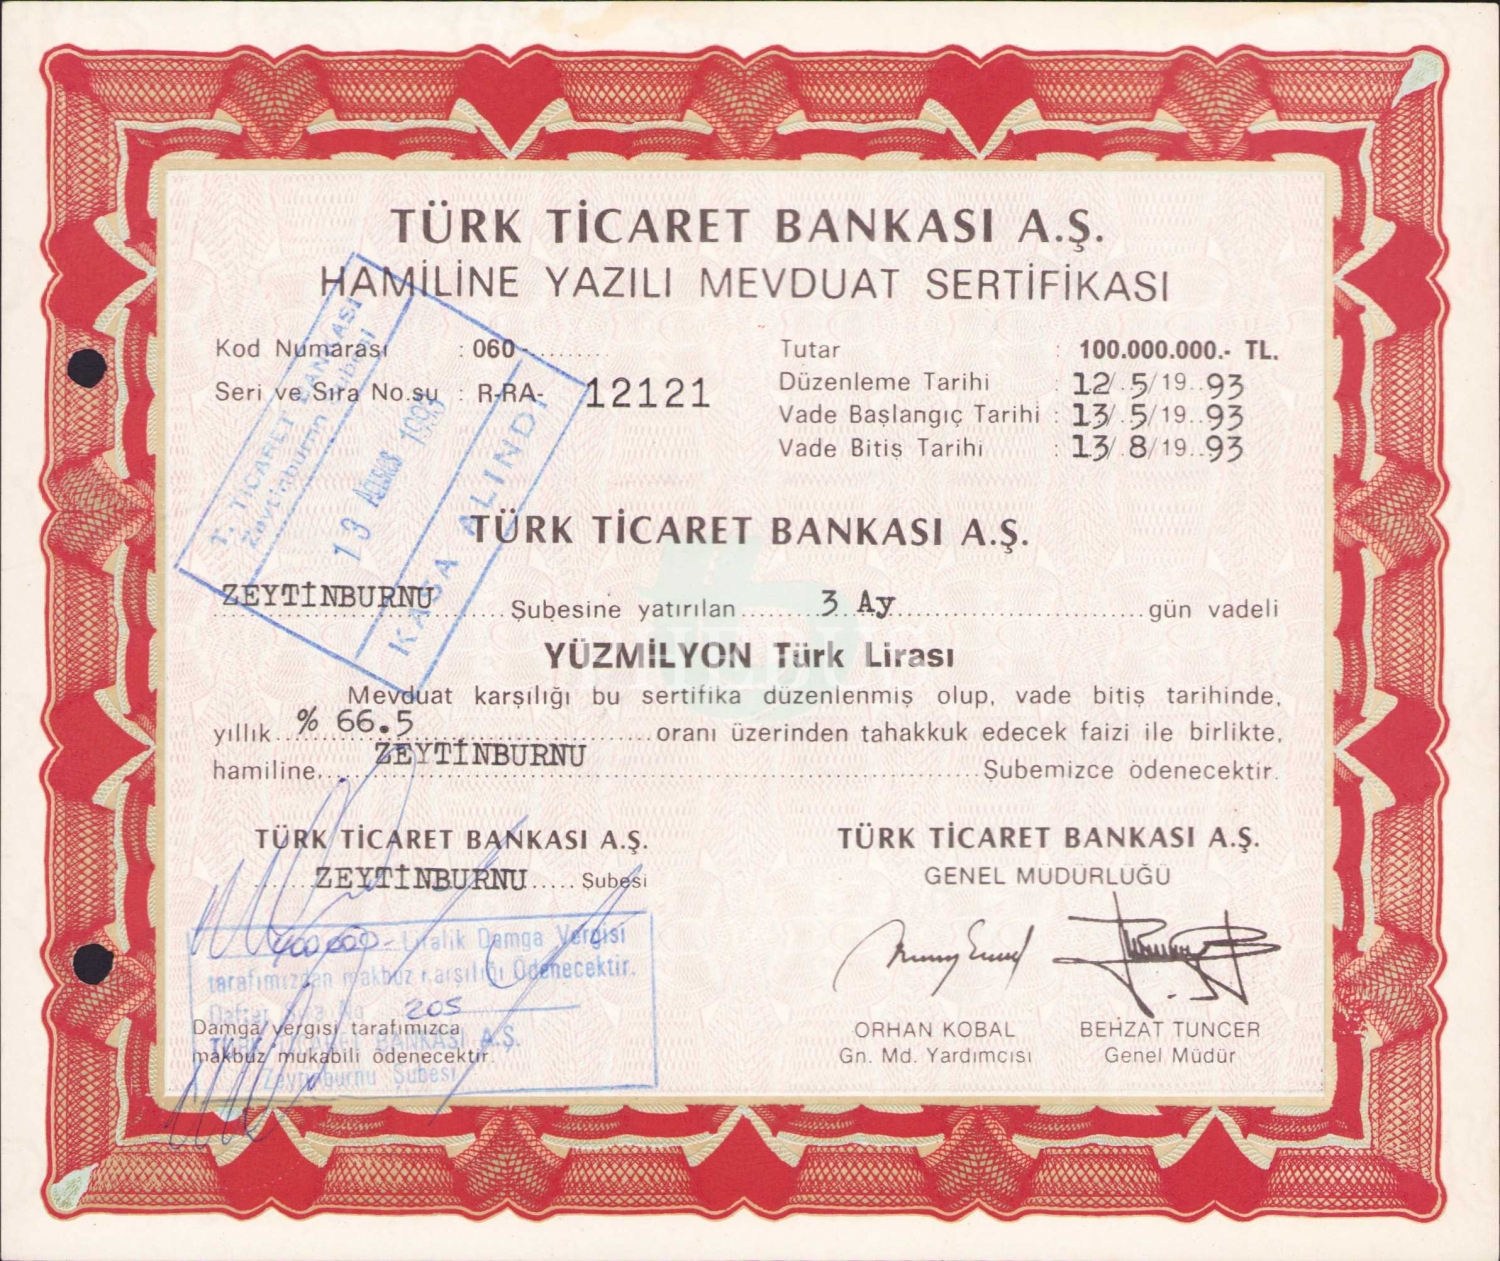 TÜRK TİCARET BANKASI A.Ş.
HAMİLİNE YAZILI MEVDUAT SERTİFİKASI
Kod Numarası : 060-.........
Seri ve Sıra No.su : R-RA- 12121
Tutar : 100.000.000.- TL.
Düzenleme Tarihi : 12/.5/19..93
Vade Başlangıç Tarihi : 13/.5/19..93
Vade Bitiş Tarihi : 13/.8/19..93
T. TİCARET BANKASI
Zeytinburnu Şubesi
13 AĞUSTOS 1993
KASA ALINDI
TÜRK TİCARET BANKASI A.Ş.
ZEYTİNBURNU Şubesine yatırılan 3 Ay gün vadeli
YÜZMİLYON Türk Lirası
Mevduat karşılığı bu sertifika düzenlenmiş olup, vade bitiş tarihinde,
yıllık % 66.5 oranı üzerinden tahakkuk edecek faizi ile birlikte,
hamiline ZEYTİNBURNU Şubemizce ödenecektir.
TÜRK TİCARET BANKASI A.Ş.
ZEYTİNBURNU Şubesi
TÜRK TİCARET BANKASI A.Ş.
GENEL MÜDÜRLÜĞÜ
400000- Liralik Damga Vergisi
tarafımızdan makbuz karşılığı Ödenecektir.
Defter Sıra No 205
TÜRK TİCARET BANKASI A.Ş.
Zeytinburnu Şubesi
Damga vergisi tarafımızca
makbuz mukabili ödenecektir.
ORHAN KOBAL
Gn. Md. Yardımcısı
BEHZAT TUNCER
Genel Müdür